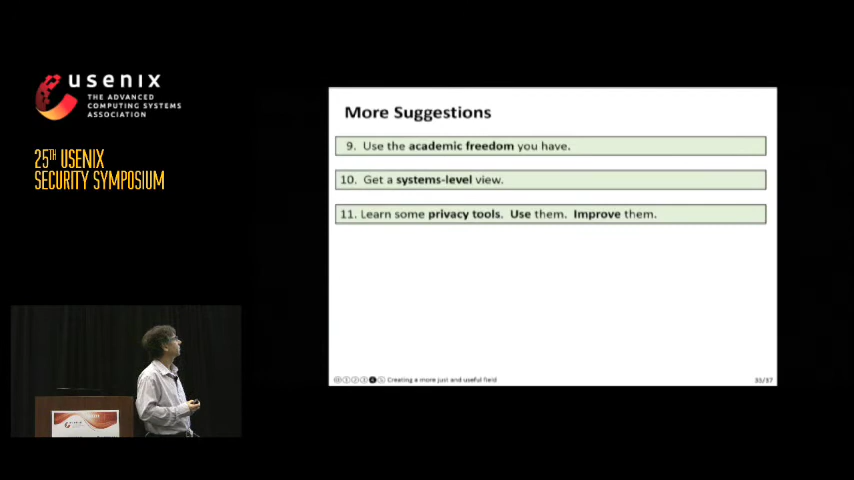 usenix
THE ADVANCED
COMPUTING SYSTEMS
ASSOCIATION
25TH USENIX
SECURITY SYMPOSIUM
More Suggestions
9. Use the academic freedom you have.
10. Get a systems-level view.
11. Learn some privacy tools. Use them. Improve them.
Creating a more just and useful field
33/37
usenix